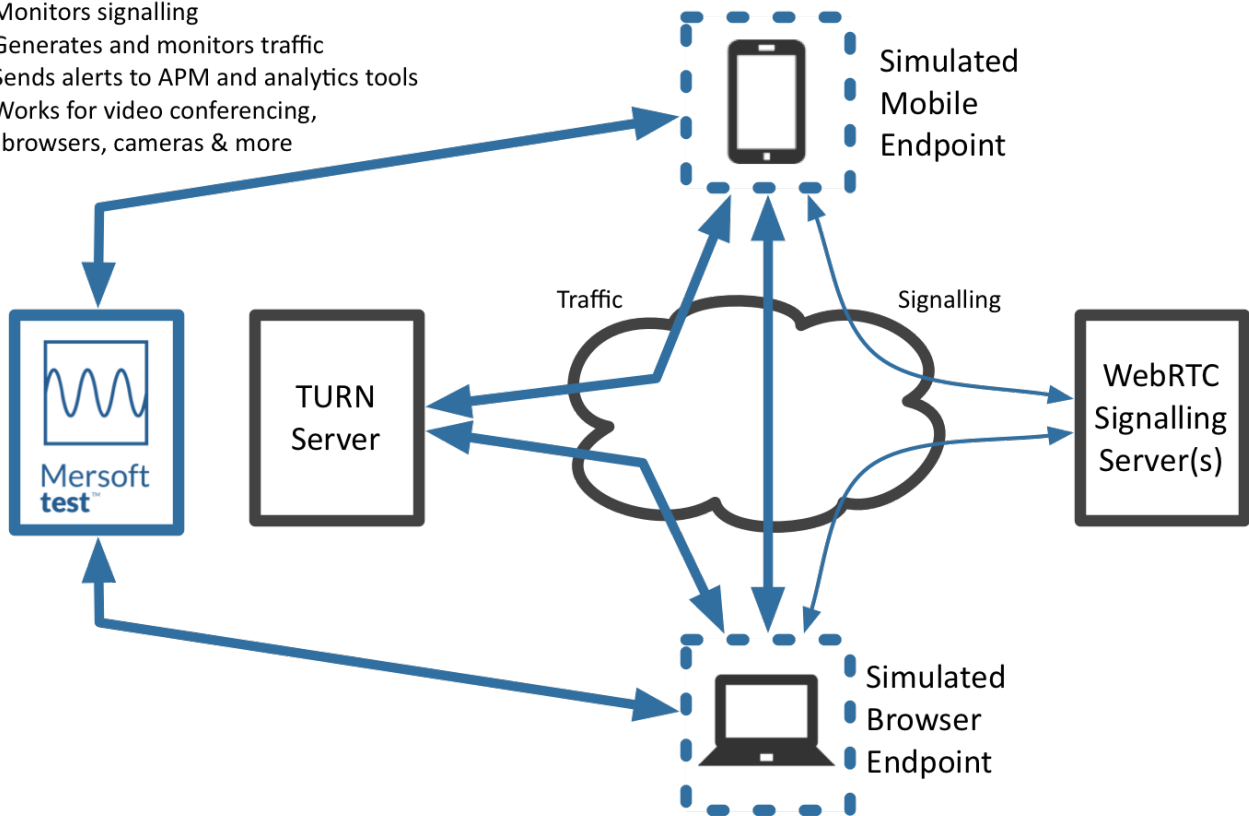 Monitors signalling
Generates and monitors traffic
Sends alerts to APM and analytics tools
Works for video conferencing,
browsers, cameras & more
Simulated
Mobile
Endpoint
Traffic
Signalling
TURN
Server
WebRTC
Signalling
Server(s)
Mersoft
test™
Simulated
Browser
Endpoint